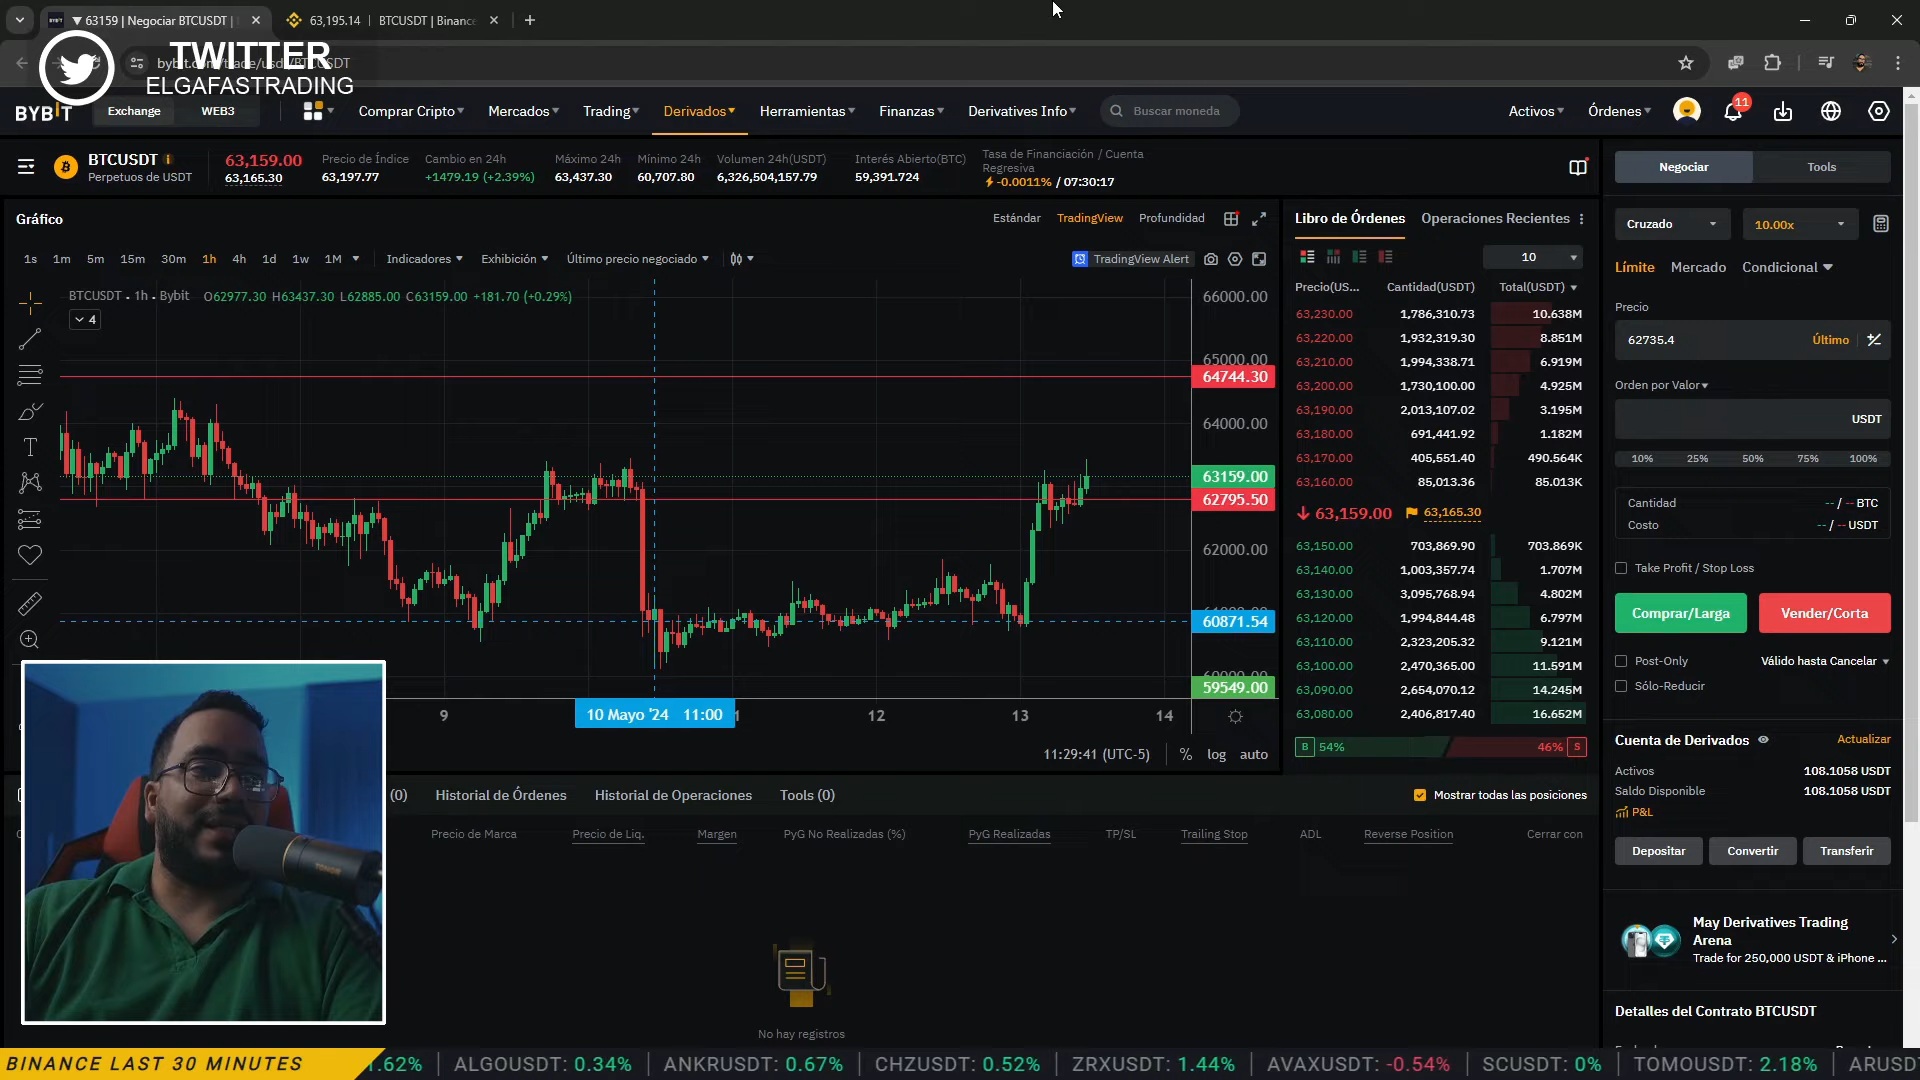 ▼ 63159 | Negociar BTCUSDT |
63,195.14 | BTCUSDT | Binanc
TWITTER
ELGAFASTRADING
BYBIT
Exchange
WEB3
Comprar Cripto
Mercados
Trading
Derivados
Herramientas
Finanzas
Derivatives Info
Buscar moneda
Activos
Órdenes
11
BTCUSDT
Perpetuos de USDT
63,159.00
63,165.30
Precio de Índice
63,197.77
Cambio en 24h
+1479.19 (+2.39%)
Máximo 24h
63,437.30
Mínimo 24h
60,707.80
Volumen 24h(USDT)
6,326,504,157.79
Interés Abierto(BTC)
59,391.724
Tasa de Financiación / Cuenta
Regresiva
-0.0011% / 07:30:17
Negociar
Tools
Gráfico
Estándar
TradingView
Profundidad
1s 1m 5m 15m 30m 1h 4h 1d 1w 1M
Indicadores
Exhibición
Último precio negociado
TradingView Alert
BTCUSDT · 1h · Bybit O62977.30 H63437.30 L62885.00 C63159.00 +181.70 (+0.29%)
4
66000.00
65000.00
64744.30
64000.00
63159.00
62795.50
62000.00
60871.54
59549.00
9
10 Mayo '24 11:00
12
13
14
11:29:41 (UTC-5)
%
log
auto
Libro de Órdenes
Operaciones Recientes
10
Precio(US... Cantidad(USDT) Total(USDT)
63,230.00 1,786,310.73 10.638M
63,220.00 1,932,319.30 8.851M
63,210.00 1,994,338.71 6.919M
63,200.00 1,730,100.00 4.925M
63,190.00 2,013,107.02 3.195M
63,180.00 691,441.92 1.182M
63,170.00 405,551.40 490.564K
63,160.00 85,013.36 85.013K
63,159.00 63,165.30
63,150.00 703,869.90 703.869K
63,140.00 1,003,357.74 1.707M
63,130.00 3,095,768.94 4.802M
63,120.00 1,994,844.48 6.797M
63,110.00 2,323,205.32 9.121M
63,100.00 2,470,365.00 11.591M
63,090.00 2,654,070.12 14.245M
63,080.00 2,406,817.40 16.652M
B 54%
46% S
Cruzado
10.00x
Límite
Mercado
Condicional
Precio
62735.4
Último
Orden por Valor
USDT
10% 25% 50% 75% 100%
Cantidad -- / -- BTC
Costo -- / -- USDT
Take Profit / Stop Loss
Comprar/Larga
Vender/Corta
Post-Only
Válido hasta Cancelar
Sólo-Reducir
Cuenta de Derivados
Actualizar
Activos 108.1058 USDT
Saldo Disponible 108.1058 USDT
P&L
Depositar
Convertir
Transferir
May Derivatives Trading
Arena
Trade for 250,000 USDT & iPhone ...
Detalles del Contrato BTCUSDT
(0)
Historial de Órdenes
Historial de Operaciones
Tools (0)
Mostrar todas las posiciones
Precio de Marca
Precio de Liq.
Margen
PyG No Realizadas (%)
PyG Realizadas
TP/SL
Trailing Stop
ADL
Reverse Position
Cerrar con
No hay registros
BINANCE LAST 30 MINUTES
1.62% | ALGOUSDT: 0.34% | ANKRUSDT: 0.67% | CHZUSDT: 0.52% | ZRXUSDT: 1.44% | AVAXUSDT: -0.54% | SCUSDT: 0% | TOMOUSDT: 2.18% | ARUSD